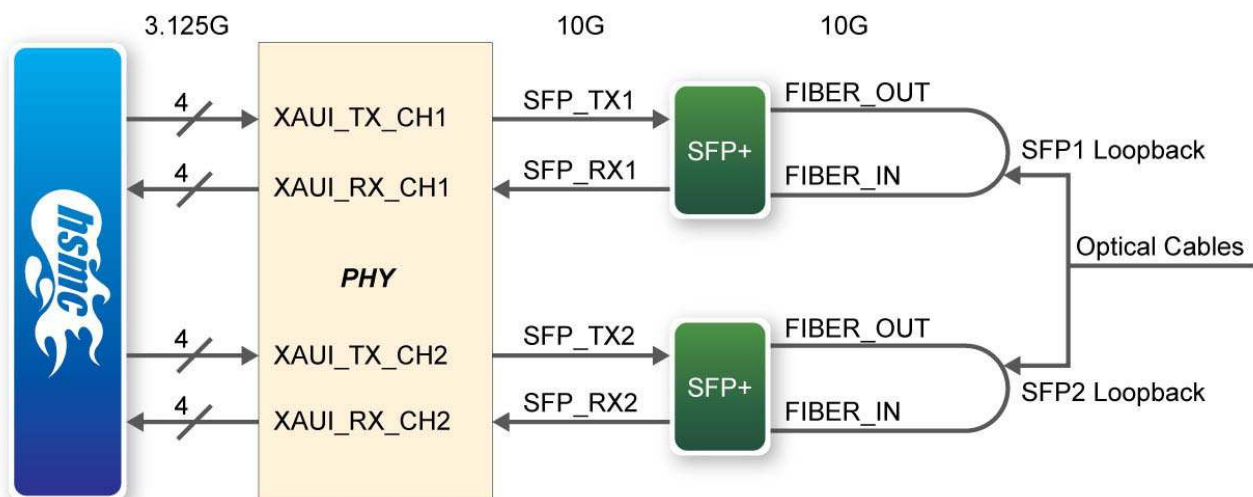 3.125G 10G 10G
4 XAUI_TX_CH1 SFP_TX1 FIBER_OUT
SFP+ SFP1 Loopback
4 XAUI_RX_CH1 SFP_RX1 FIBER_IN
hsmc PHY Optical Cables
4 XAUI_TX_CH2 SFP_TX2 FIBER_OUT
SFP+ SFP2 Loopback
4 XAUI_RX_CH2 SFP_RX2 FIBER_IN